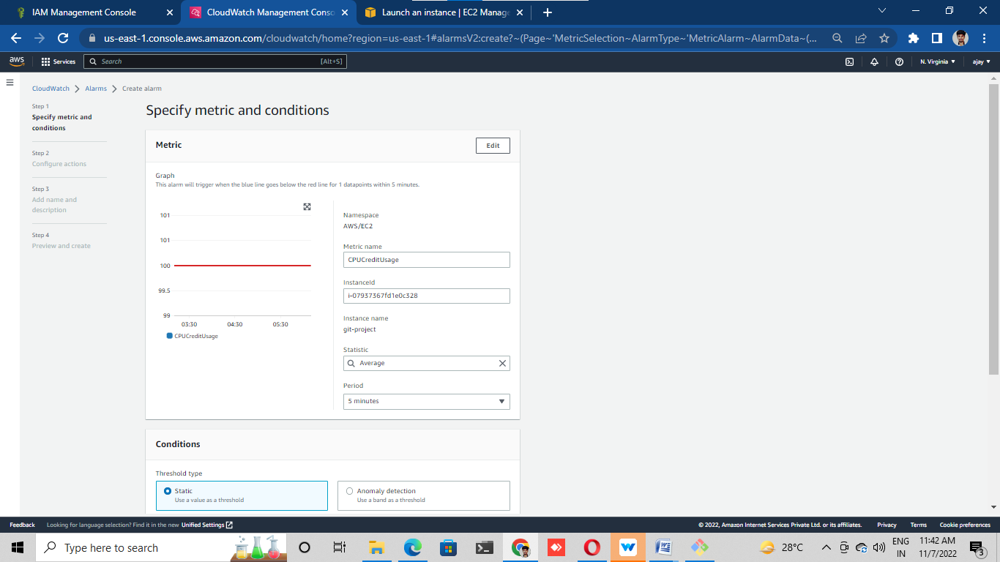 IAM Management Console
CloudWatch Management Conso
Launch an instance | EC2 Manage
us-east-1.console.aws.amazon.com/cloudwatch/home?region=us-east-1#alarmsV2:create?~(Page~'MetricSelection~AlarmType~'MetricAlarm~AlarmData~(...
aws
Services
Search
[Alt+S]
N. Virginia
ajay
CloudWatch
Alarms
Create alarm
Step 1
Specify metric and
conditions
Step 2
Configure actions
Step 3
Add name and
description
Step 4
Preview and create
Specify metric and conditions
Metric
Edit
Graph
This alarm will trigger when the blue line goes below the red line for 1 datapoints within 5 minutes.
101
101
100
99.5
99
03:30 04:30 05:30
CPUCreditUsage
Namespace
AWS/EC2
Metric name
CPUCreditUsage
InstanceId
i-07937367fd1e0c328
Instance name
git-project
Statistic
Average
Period
5 minutes
Conditions
Threshold type
Static
Use a value as a threshold
Anomaly detection
Use a band as a threshold
Feedback
Looking for language selection? Find it in the new Unified Settings
© 2022, Amazon Internet Services Private Ltd. or its affiliates.
Privacy
Terms
Cookie preferences
Type here to search
28°C
ENG
IN
11:42 AM
11/7/2022
3